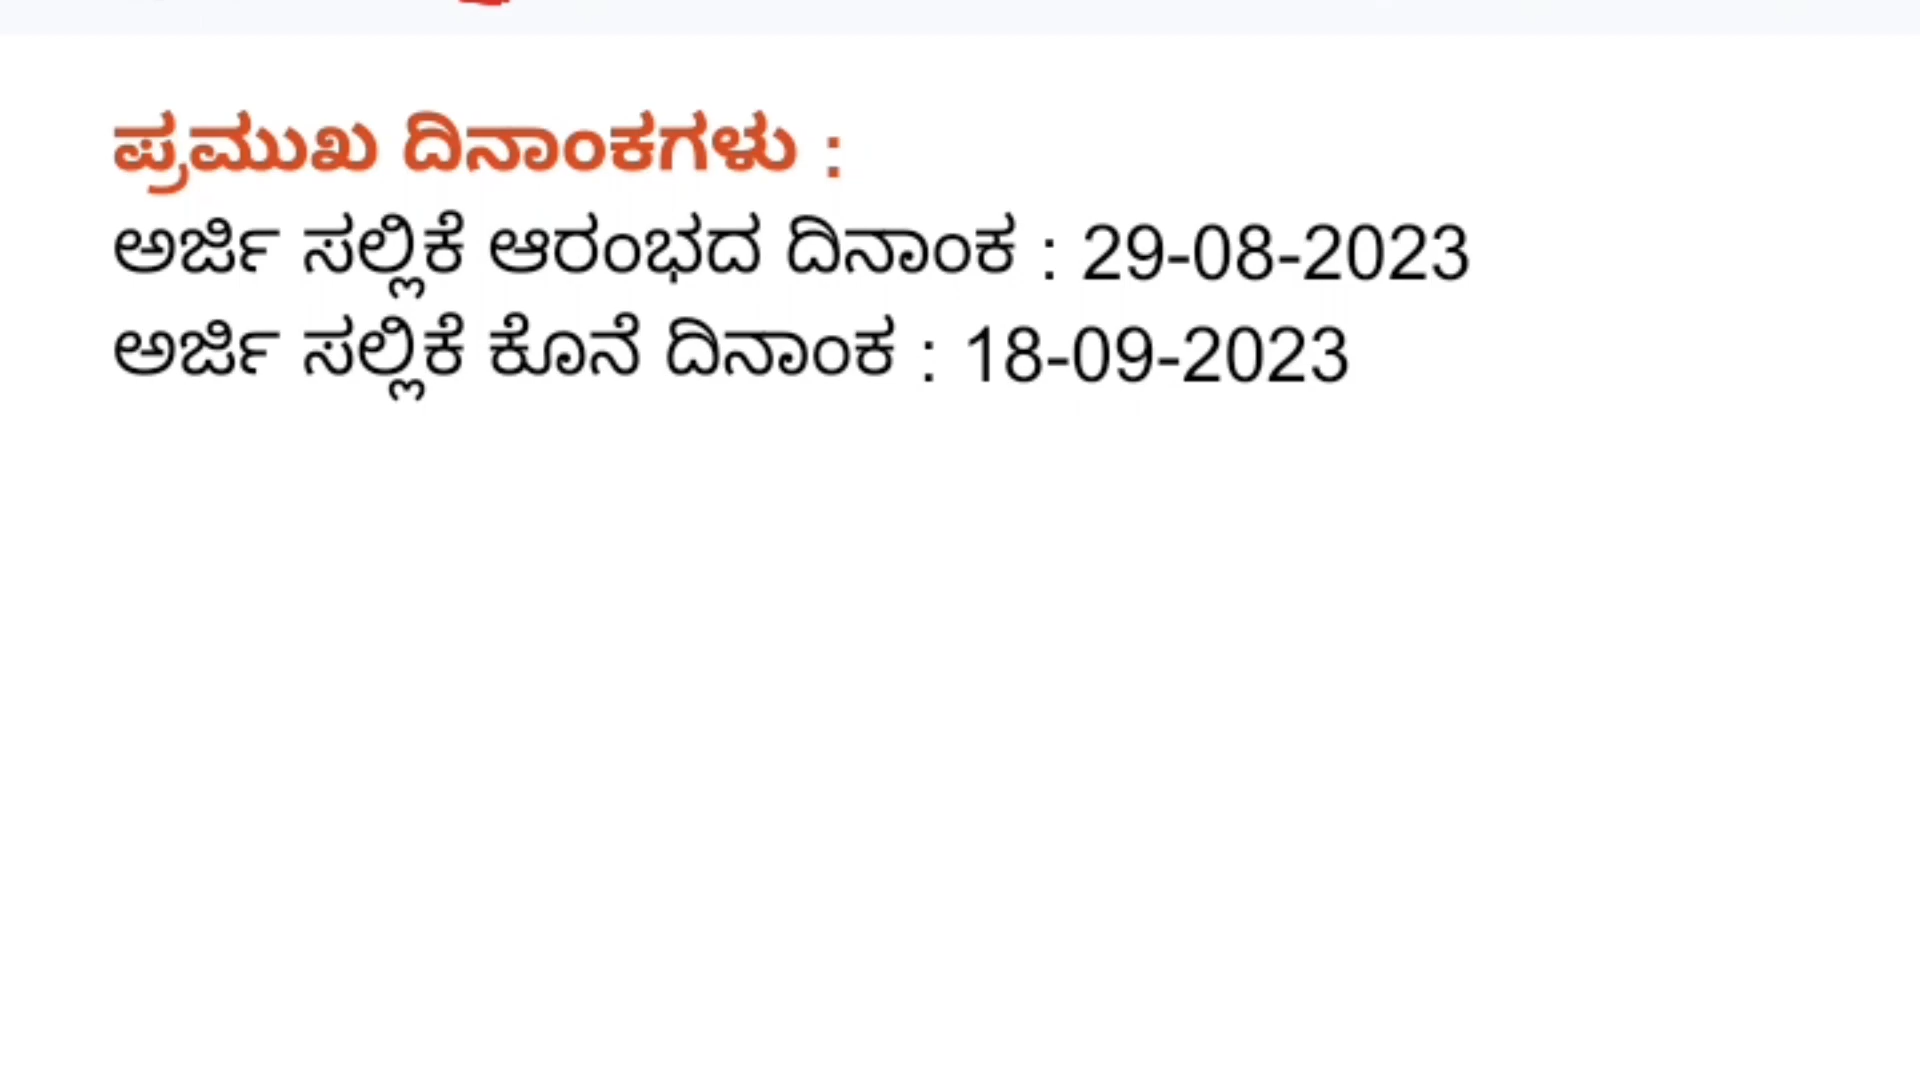 ಪ್ರಮುಖ ದಿನಾಂಕಗಳು :
ಅರ್ಜಿ ಸಲ್ಲಿಕೆ ಆರಂಭದ ದಿನಾಂಕ : 29-08-2023
ಅರ್ಜಿ ಸಲ್ಲಿಕೆ ಕೊನೆ ದಿನಾಂಕ : 18-09-2023